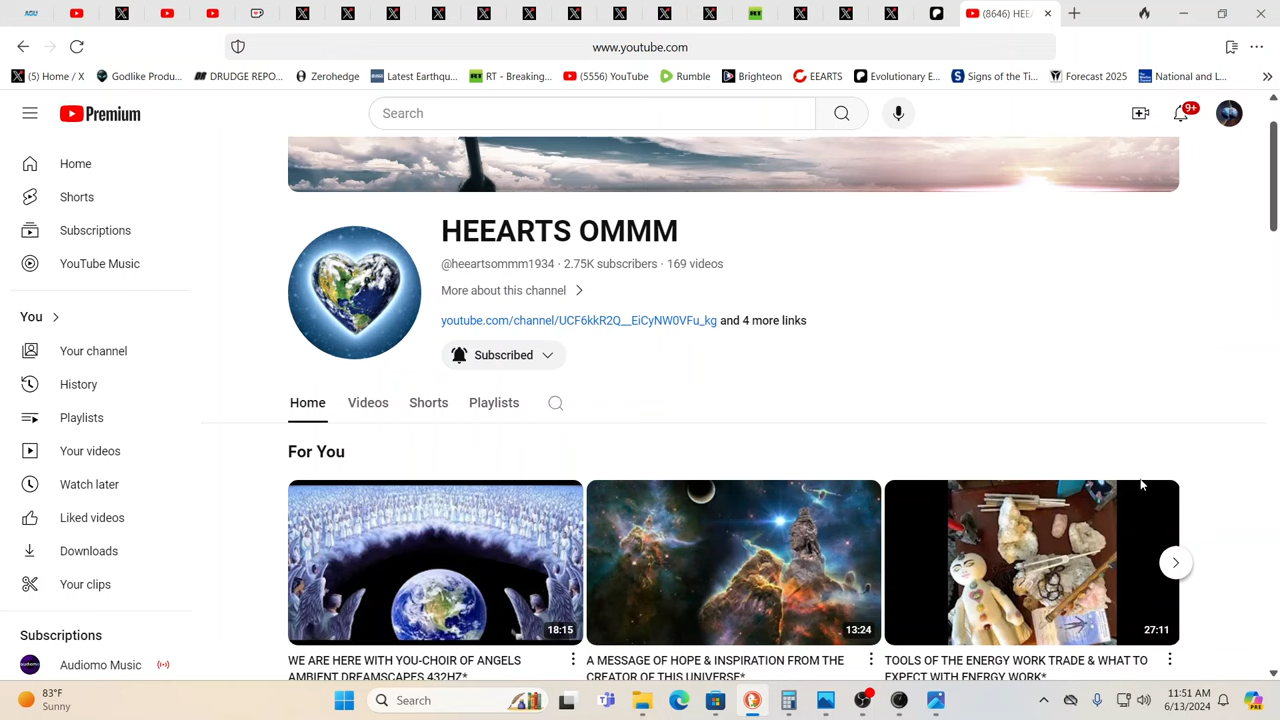 (8646) HEE
www.youtube.com
(5) Home / X
Godlike Produ...
DRUDGE REPO...
Zerohedge
Latest Earthqu...
RT - Breaking...
(5556) YouTube
Rumble
Brighteon
EEARTS
Evolutionary E...
Signs of the Ti...
Forecast 2025
National and L...
Premium
Search
9+
Home
Shorts
Subscriptions
YouTube Music
You
Your channel
History
Playlists
Your videos
Watch later
Liked videos
Downloads
Your clips
Subscriptions
Audiomo Music
HEEARTS OMMM
@heeartsommm1934 · 2.75K subscribers · 169 videos
More about this channel
youtube.com/channel/UCF6kkR2Q__EiCyNW0VFu_kg and 4 more links
Subscribed
Home Videos Shorts Playlists
For You
18:15
13:24
27:11
WE ARE HERE WITH YOU-CHOIR OF ANGELS
AMBIENT DREAMSCAPES 432HZ*
A MESSAGE OF HOPE & INSPIRATION FROM THE
CREATOR OF THIS UNIVERSE*
TOOLS OF THE ENERGY WORK TRADE & WHAT TO
EXPECT WITH ENERGY WORK*
83°F
Sunny
Search
11:51 AM
6/13/2024